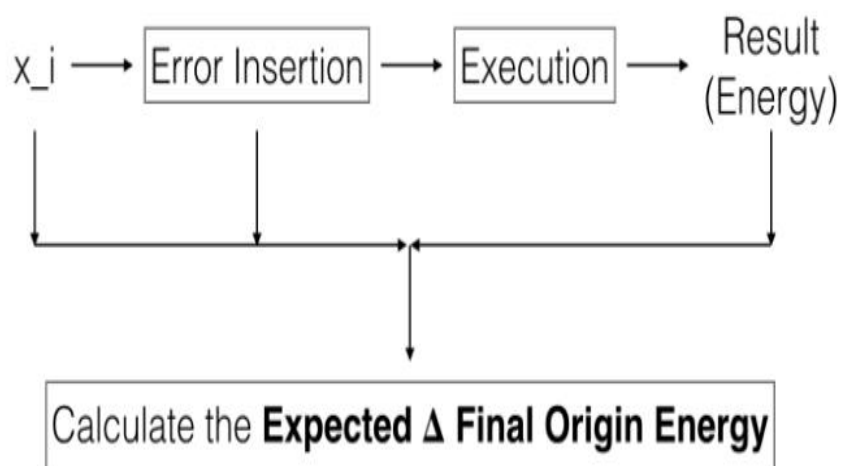 x_i
Error Insertion
Execution
Result
(Energy)
Calculate the Expected Δ Final Origin Energy